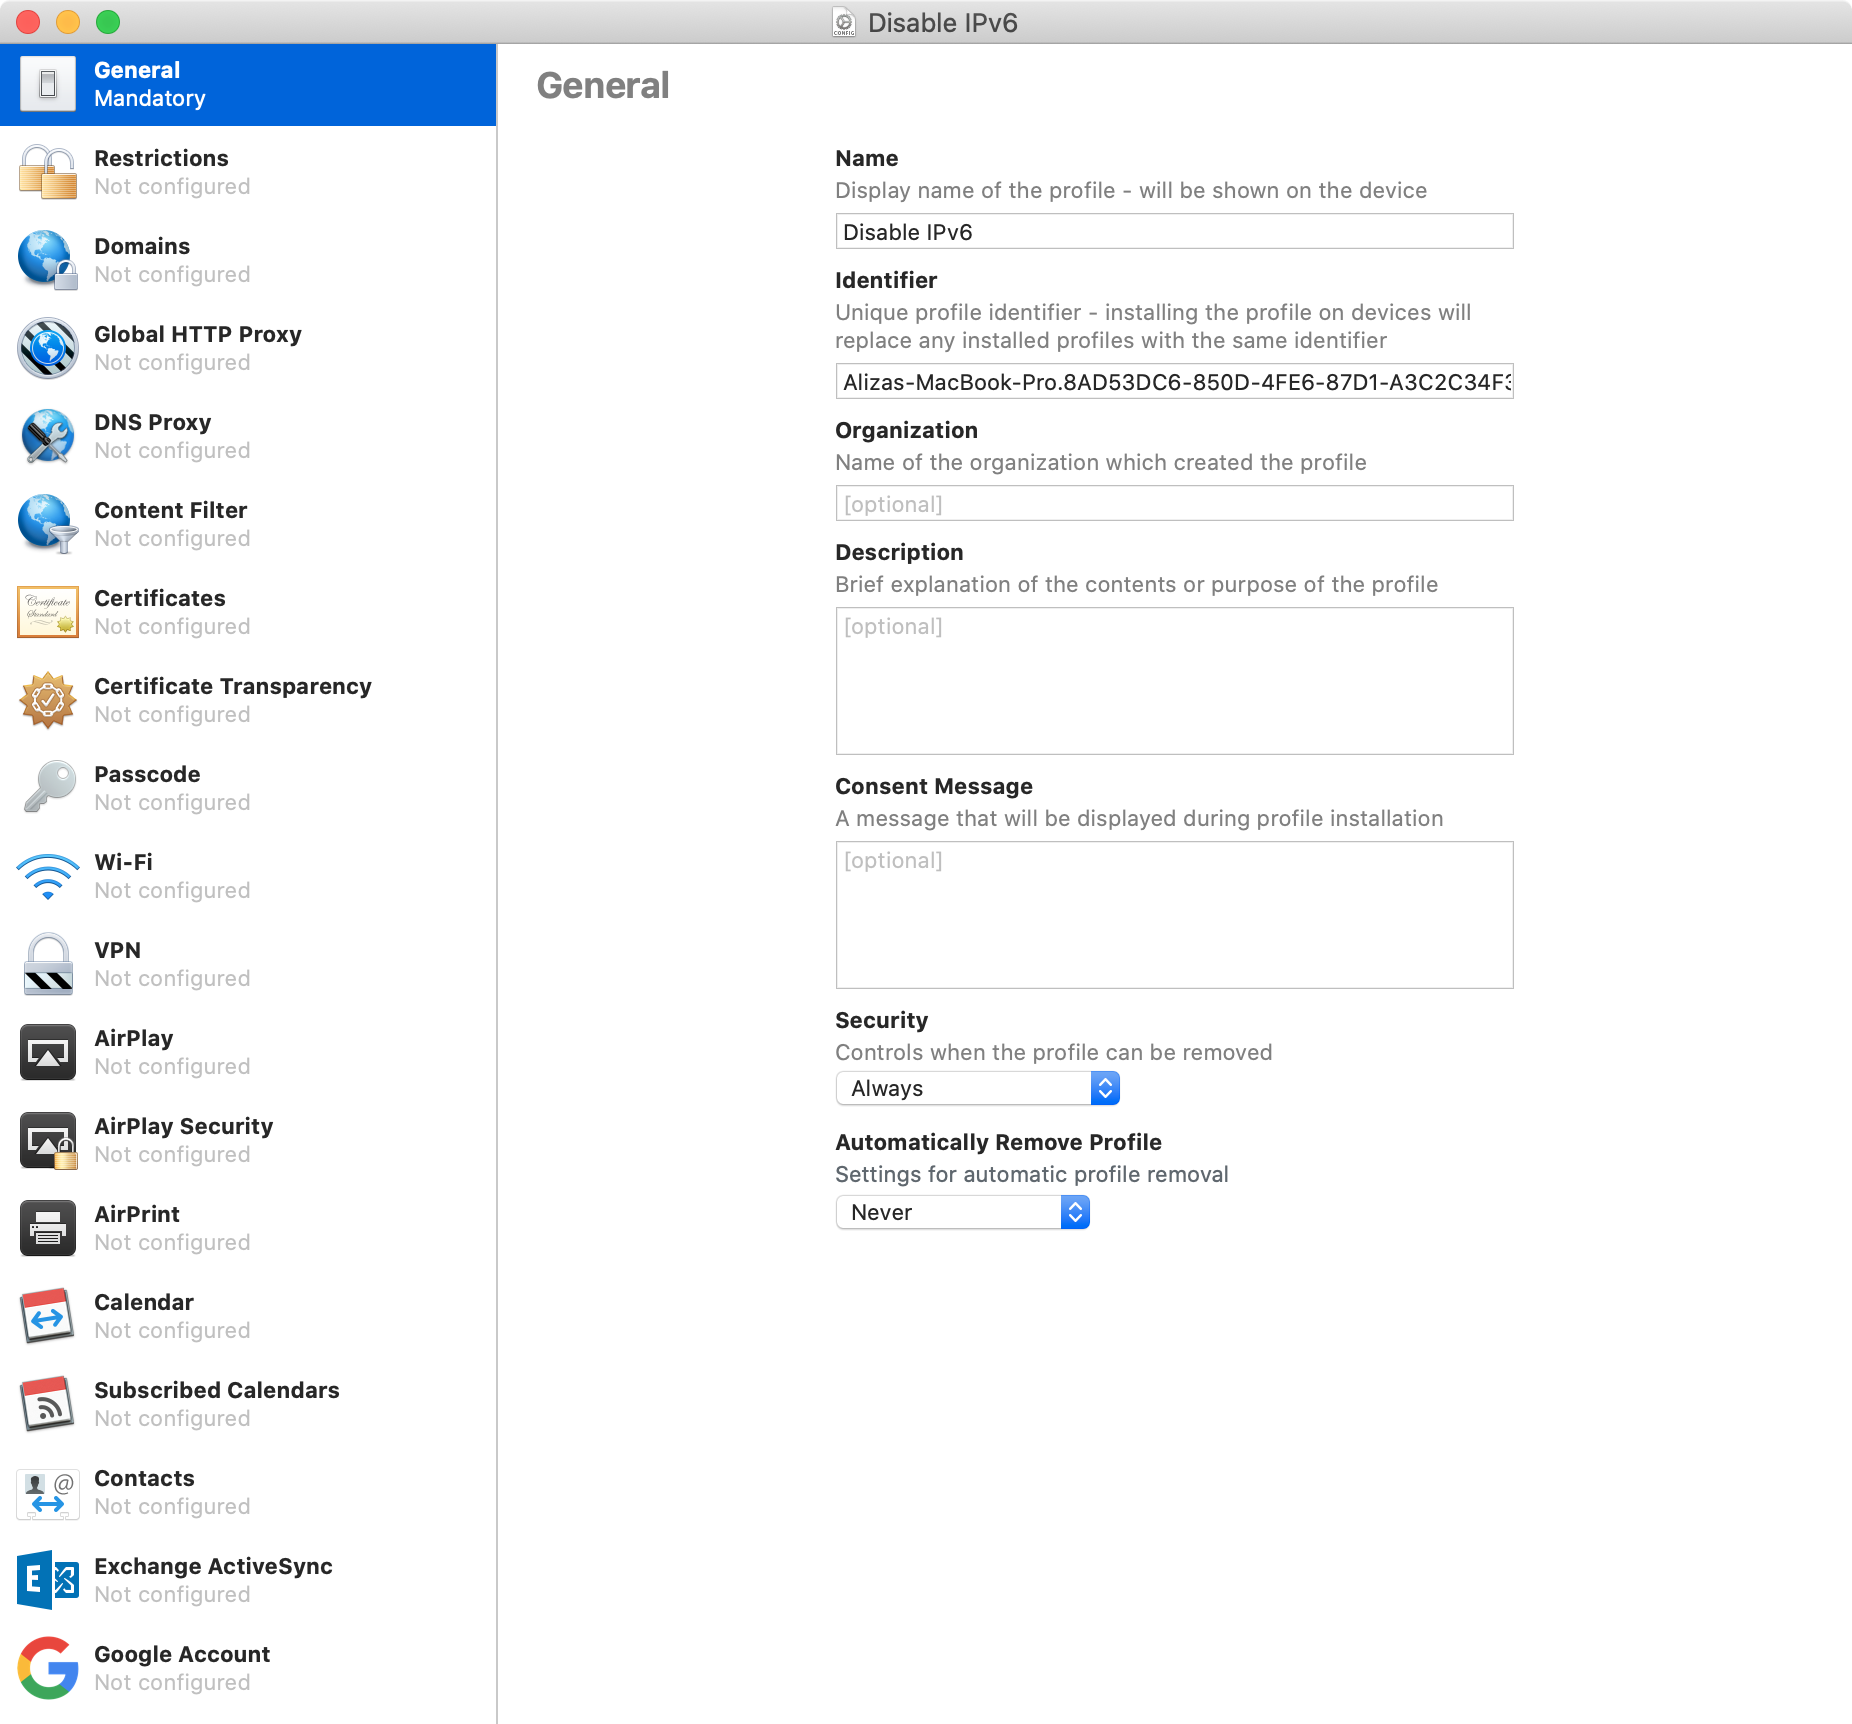 Disable IPv6
General
Mandatory
Restrictions
Not configured
Domains
Not configured
Global HTTP Proxy
Not configured
DNS Proxy
Not configured
Content Filter
Not configured
Certificates
Not configured
Certificate Transparency
Not configured
Passcode
Not configured
Wi-Fi
Not configured
VPN
Not configured
AirPlay
Not configured
AirPlay Security
Not configured
AirPrint
Not configured
Calendar
Not configured
Subscribed Calendars
Not configured
Contacts
Not configured
Exchange ActiveSync
Not configured
Google Account
Not configured
General
Name
Display name of the profile - will be shown on the device
Disable IPv6
Identifier
Unique profile identifier - installing the profile on devices will
replace any installed profiles with the same identifier
Alizas-MacBook-Pro.8AD53DC6-850D-4FE6-87D1-A3C2C34F3
Organization
Name of the organization which created the profile
[optional]
Description
Brief explanation of the contents or purpose of the profile
[optional]
Consent Message
A message that will be displayed during profile installation
[optional]
Security
Controls when the profile can be removed
Always
Automatically Remove Profile
Settings for automatic profile removal
Never